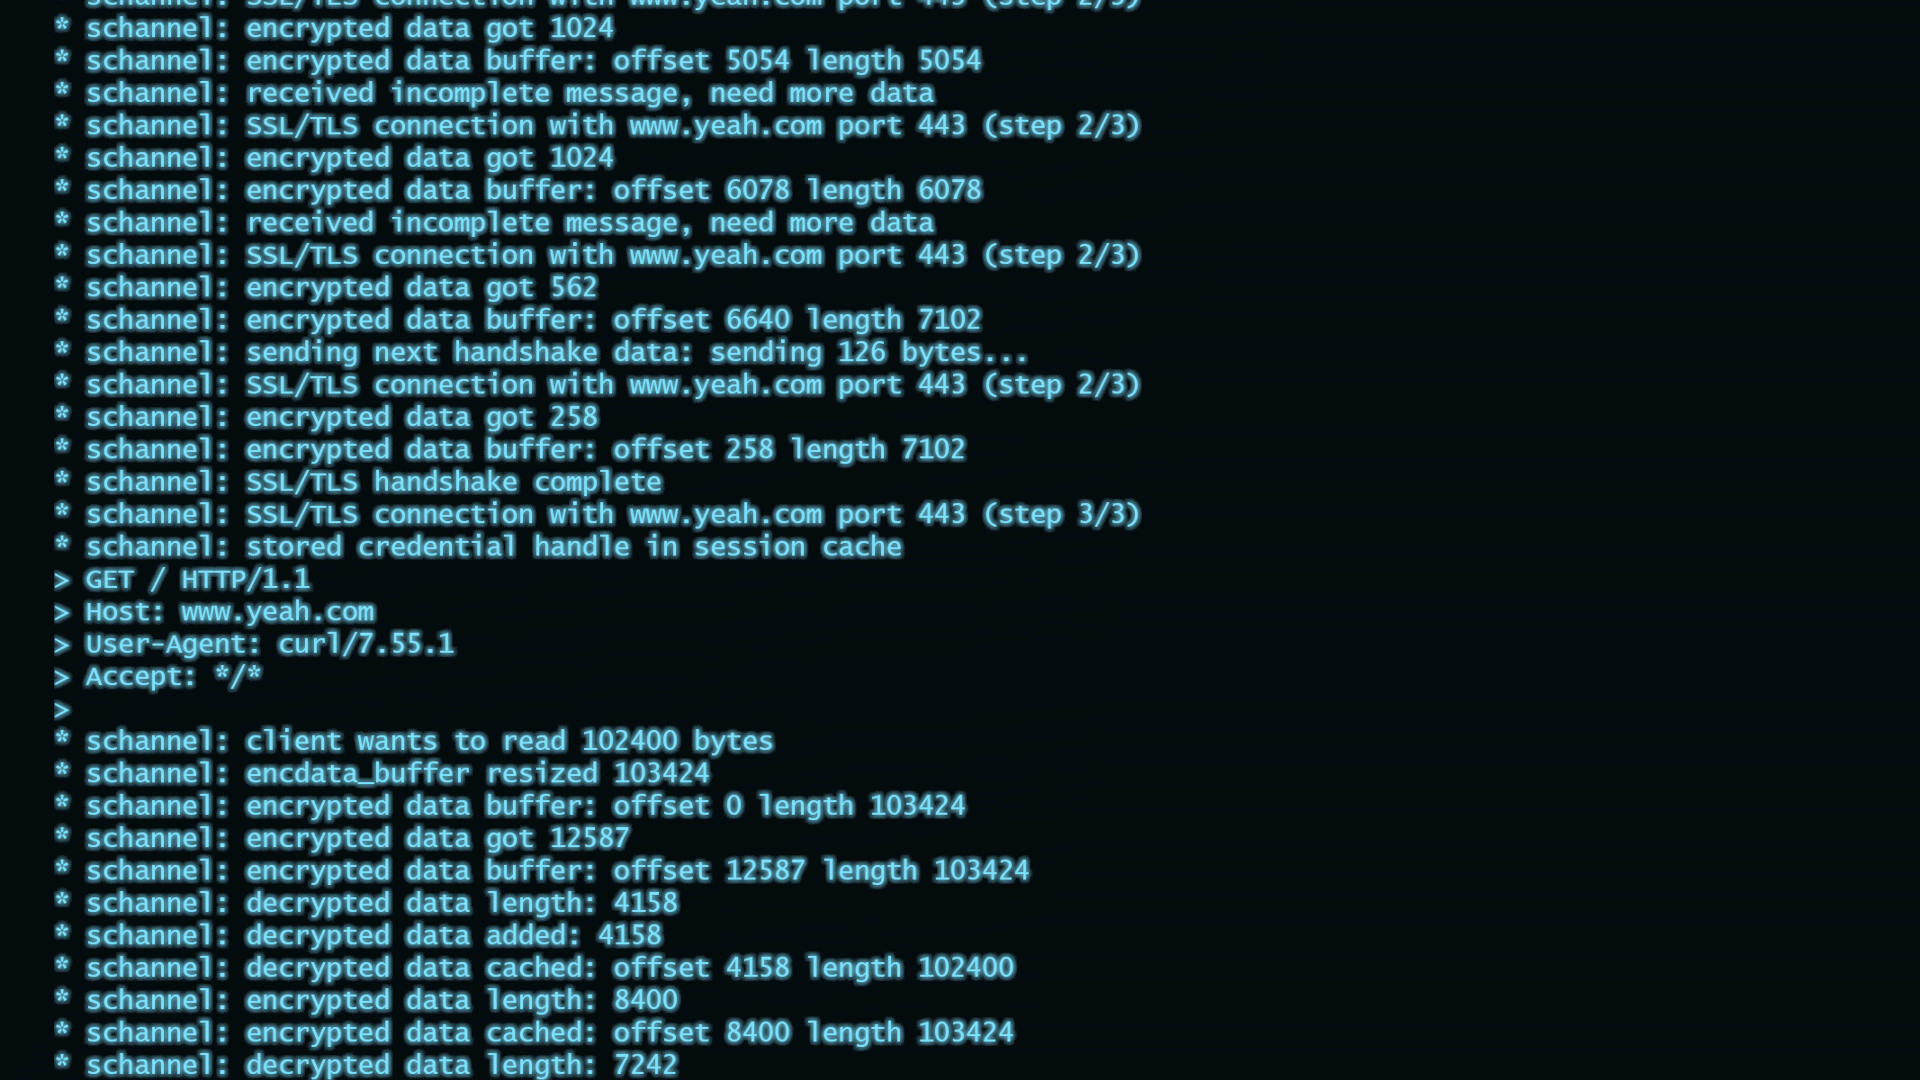 * schannel: SSL/TLS connection with www.yeah.com port 443 (step 2/3)
* schannel: encrypted data got 1024
* schannel: encrypted data buffer: offset 5054 length 5054
* schannel: received incomplete message, need more data
* schannel: SSL/TLS connection with www.yeah.com port 443 (step 2/3)
* schannel: encrypted data got 1024
* schannel: encrypted data buffer: offset 6078 length 6078
* schannel: received incomplete message, need more data
* schannel: SSL/TLS connection with www.yeah.com port 443 (step 2/3)
* schannel: encrypted data got 562
* schannel: encrypted data buffer: offset 6640 length 7102
* schannel: sending next handshake data: sending 126 bytes...
* schannel: SSL/TLS connection with www.yeah.com port 443 (step 2/3)
* schannel: encrypted data got 258
* schannel: encrypted data buffer: offset 258 length 7102
* schannel: SSL/TLS handshake complete
* schannel: SSL/TLS connection with www.yeah.com port 443 (step 3/3)
* schannel: stored credential handle in session cache
> GET / HTTP/1.1
> Host: www.yeah.com
> User-Agent: curl/7.55.1
> Accept: */*
>
* schannel: client wants to read 102400 bytes
* schannel: encdata_buffer resized 103424
* schannel: encrypted data buffer: offset 0 length 103424
* schannel: encrypted data got 12587
* schannel: encrypted data buffer: offset 12587 length 103424
* schannel: decrypted data length: 4158
* schannel: decrypted data added: 4158
* schannel: decrypted data cached: offset 4158 length 102400
* schannel: encrypted data length: 8400
* schannel: encrypted data cached: offset 8400 length 103424
* schannel: decrypted data length: 7242